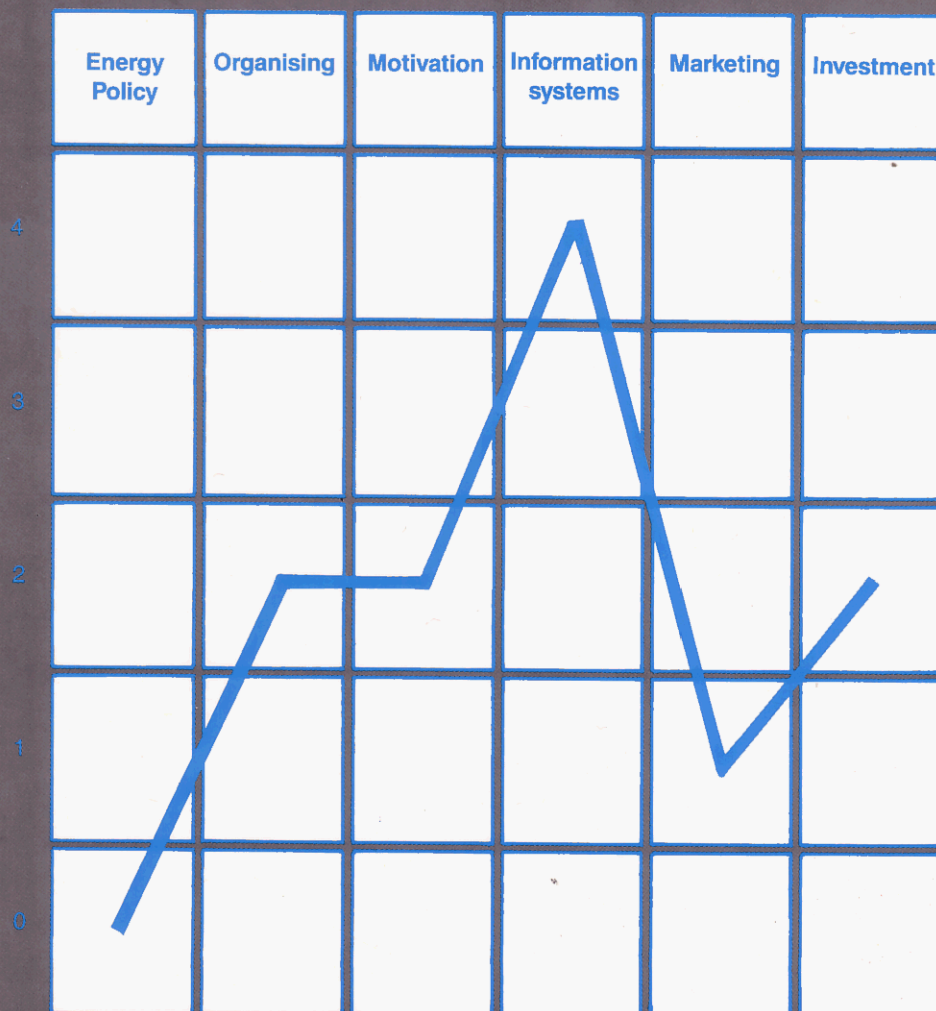 Energy
Policy
Organising
Motivation
Information
systems
Marketing
Investment
4
3
2
1
0